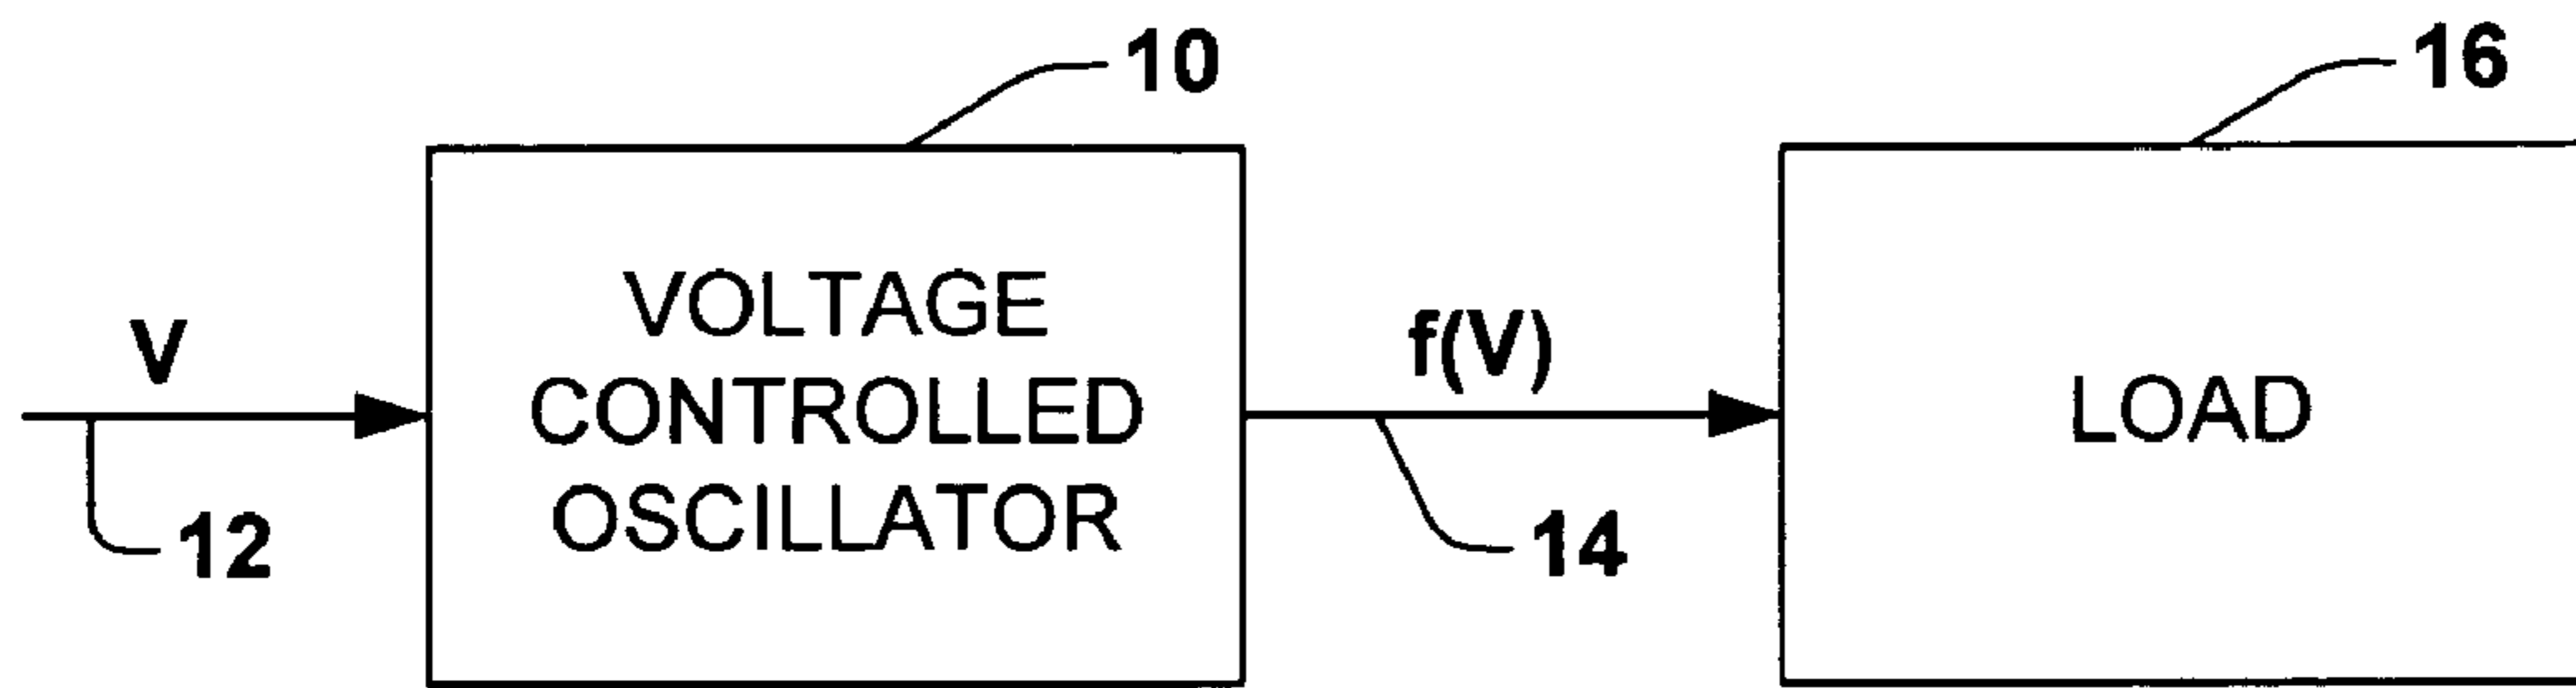 10
16
V
VOLTAGE
CONTROLLED
OSCILLATOR
f(V)
LOAD
12
14